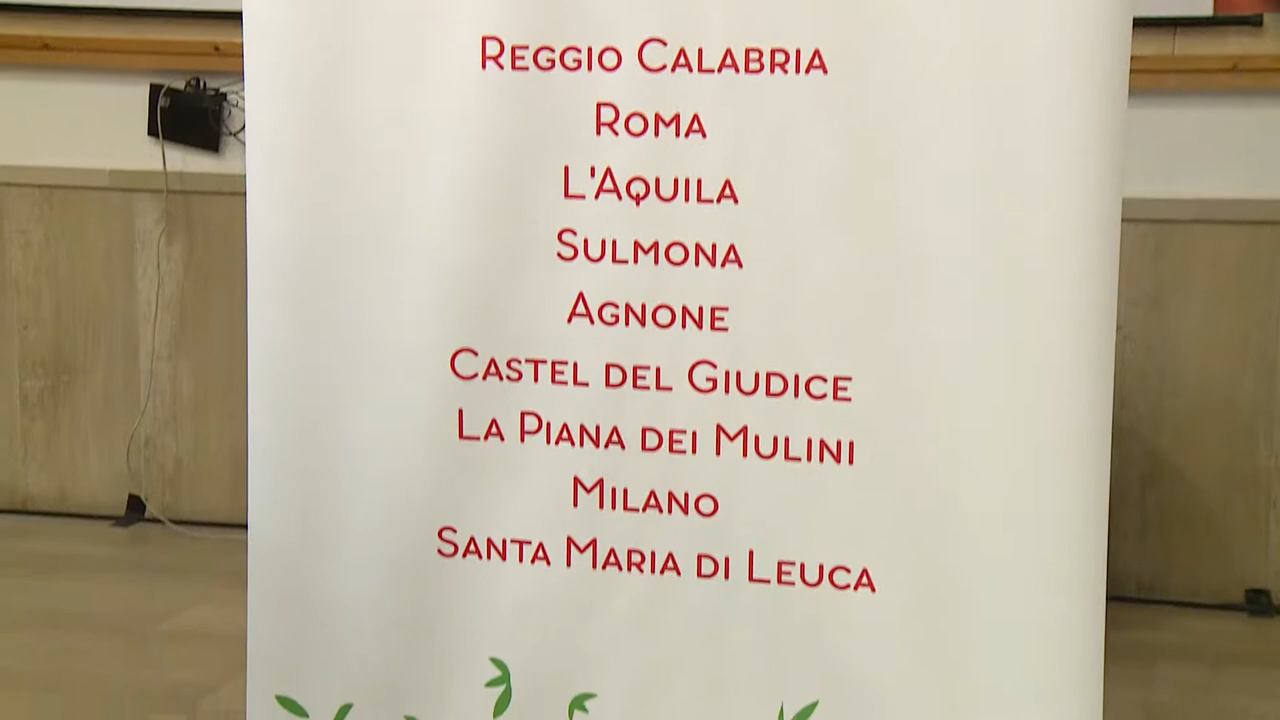 Reggio Calabria
Roma
L'Aquila
Sulmona
Agnone
Castel del Giudice
La Piana dei Mulini
Milano
Santa Maria di Leuca